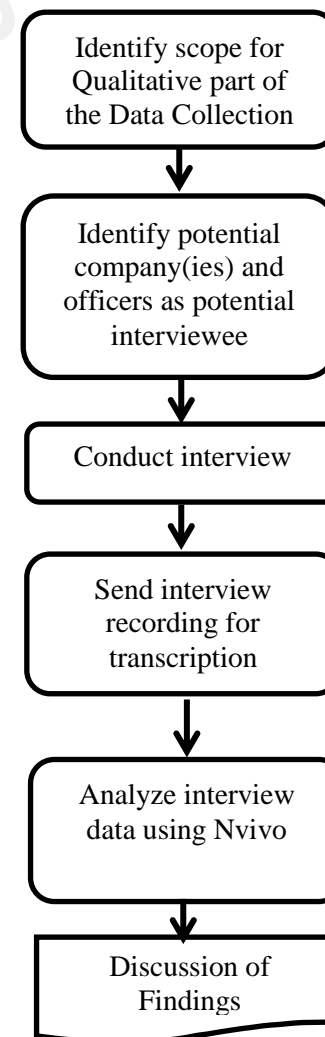 Identify scope for
Qualitative part of
the Data Collection
Identify potential
company(ies) and
officers as potential
interviewee
Conduct interview
Send interview
recording for
transcription
Analyze interview
data using Nvivo
Discussion of
Findings